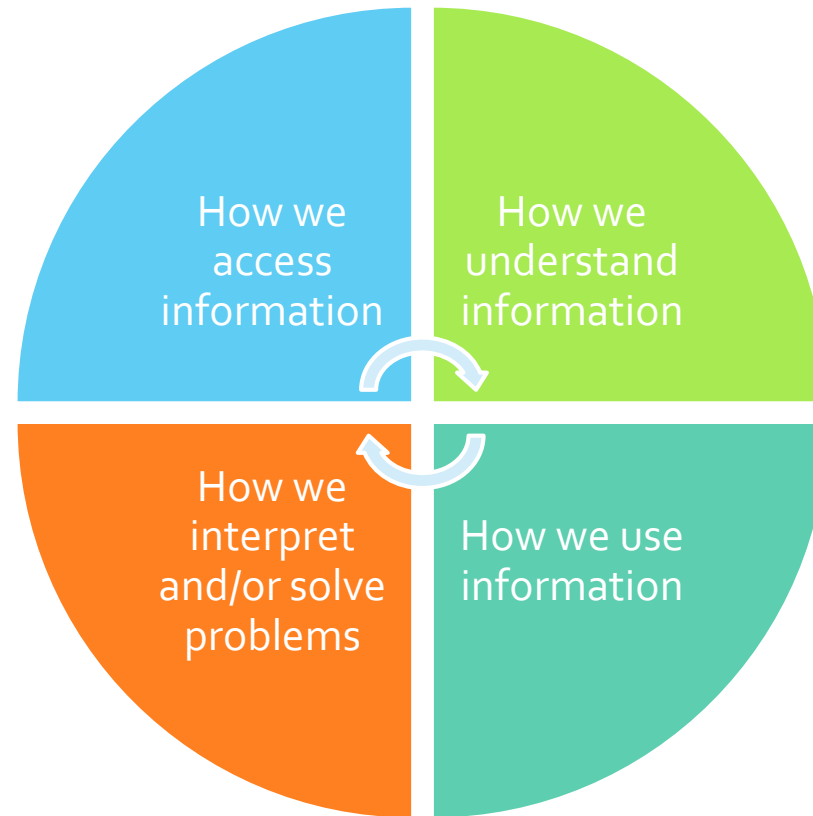 How we
access
information
How we
understand
information
How we
interpret
and/or solve
problems
How we use
information